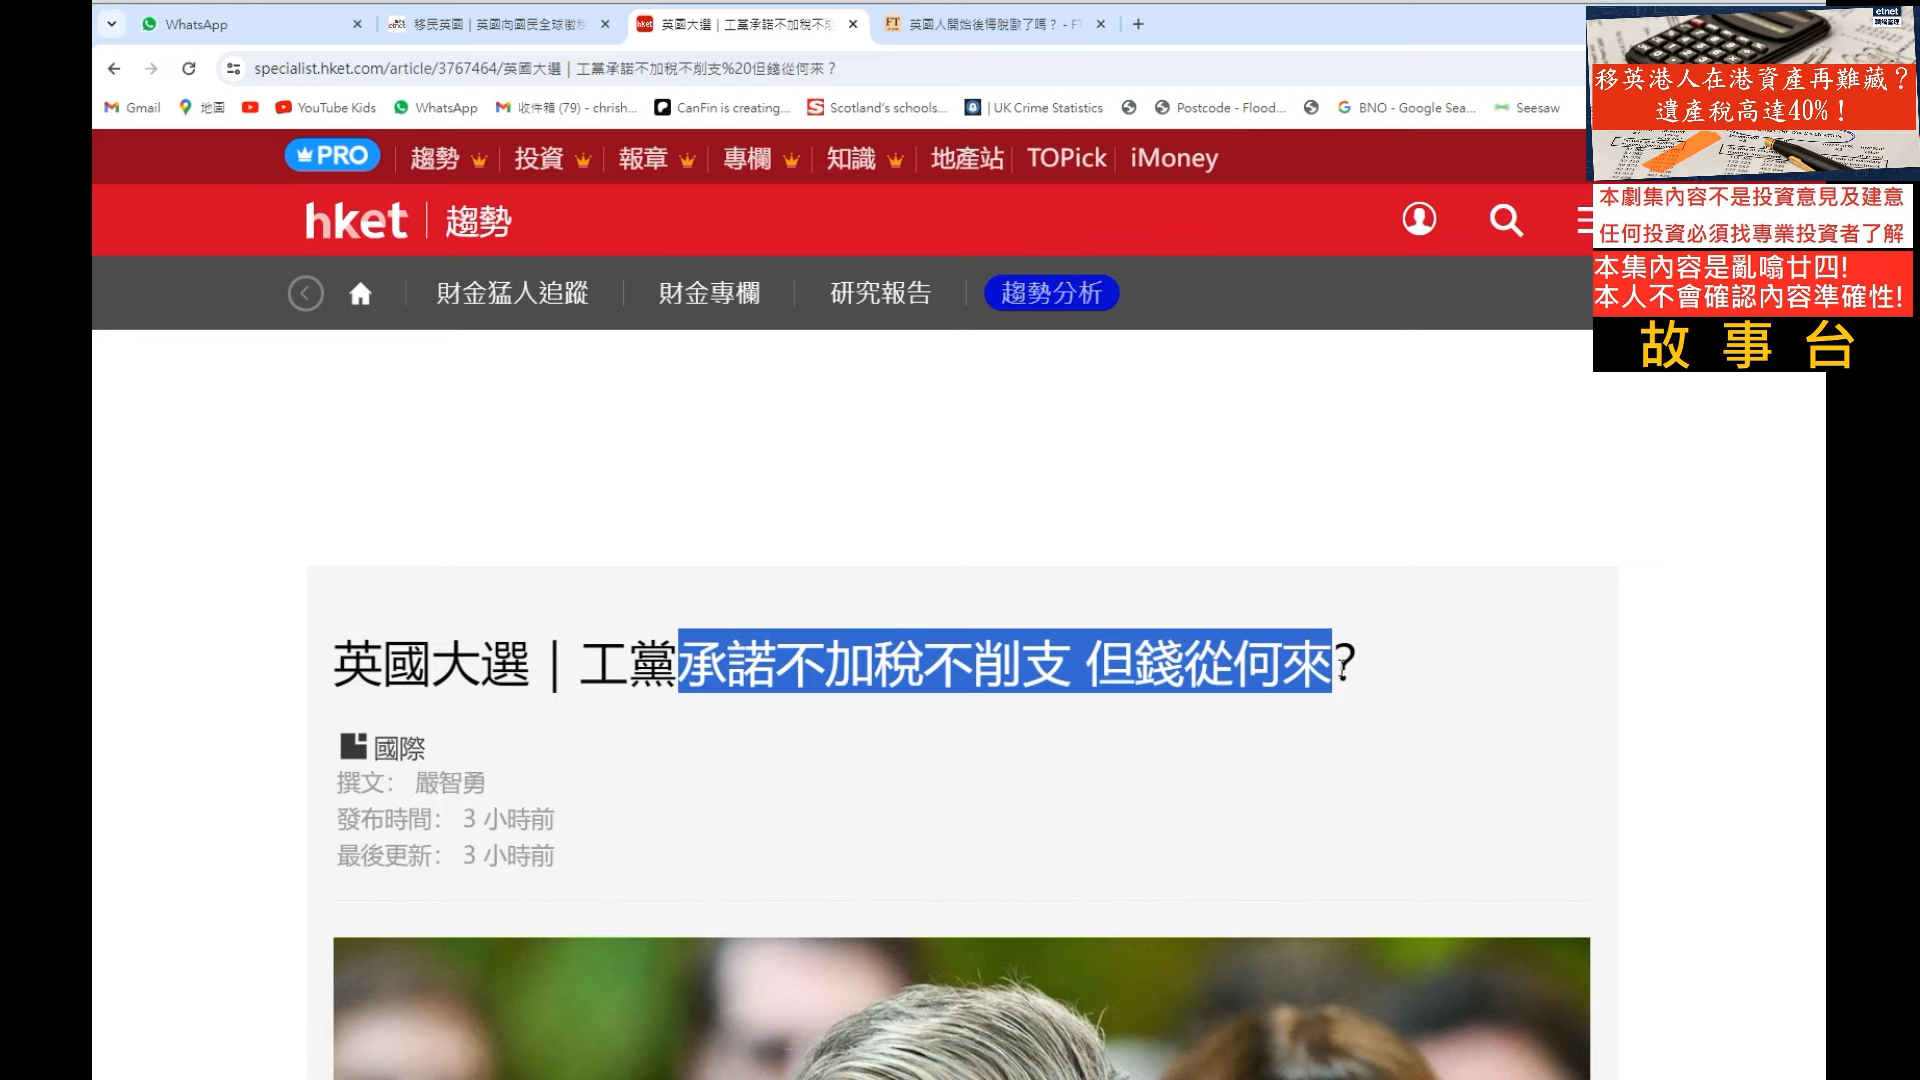 WhatsApp
移民英國 | 英國向國民全球徵稅
英國大選 | 工黨承諾不加稅不削
英國人開始後悔脫歐了嗎？ - FT
specialist.hket.com/article/3767464/英國大選 | 工黨承諾不加稅不削支%20但錢從何來？
Gmail
地圖
YouTube Kids
WhatsApp
收件箱 (79) - chrish...
CanFin is creating...
Scotland's schools...
| UK Crime Statistics
Postcode - Flood...
BNO - Google Sea...
Seesaw
PRO
趨勢
投資
報章
專欄
知識
地產站
TOPick
iMoney
hket | 趨勢
財金猛人追蹤
財金專欄
研究報告
趨勢分析
英國大選｜工黨承諾不加稅不削支 但錢從何來?
國際
撰文： 嚴智勇
發布時間： 3 小時前
最後更新： 3 小時前
etnet
移英港人在港資產再難藏？
遺產稅高達40%！
本劇集內容不是投資意見及建意
任何投資必須找專業投資者了解
本集內容是亂噏廿四!
本人不會確認內容準確性!
故事台